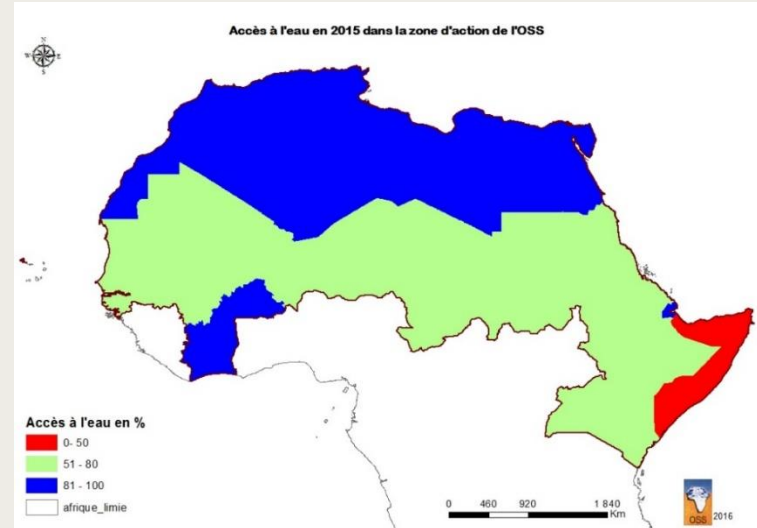 Accès à l'eau en 2015 dans la zone d'action de l'OSS
N
E
S
Accès à l'eau en %
0- 50
51 - 80
81 - 100
afrique_limie
0 460 920 1 840
Km
OSS 2016